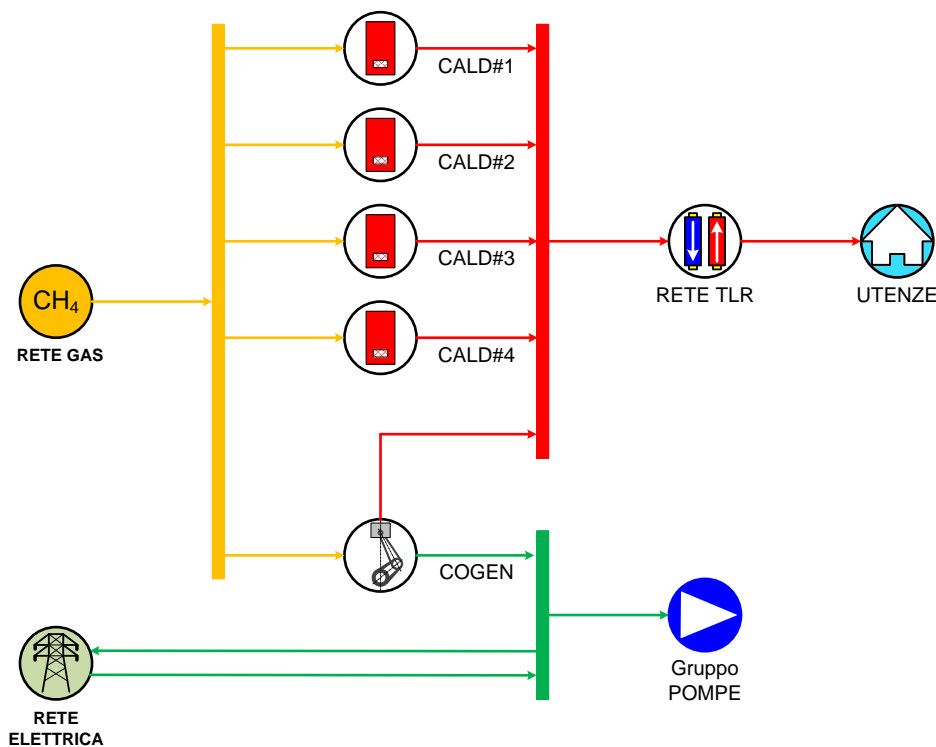 CALD#1
CALD#2
CALD#3
CH₄
RETE GAS
RETE TLR
UTENZE
CALD#4
COGEN
Gruppo
POMPE
RETE
ELETTRICA